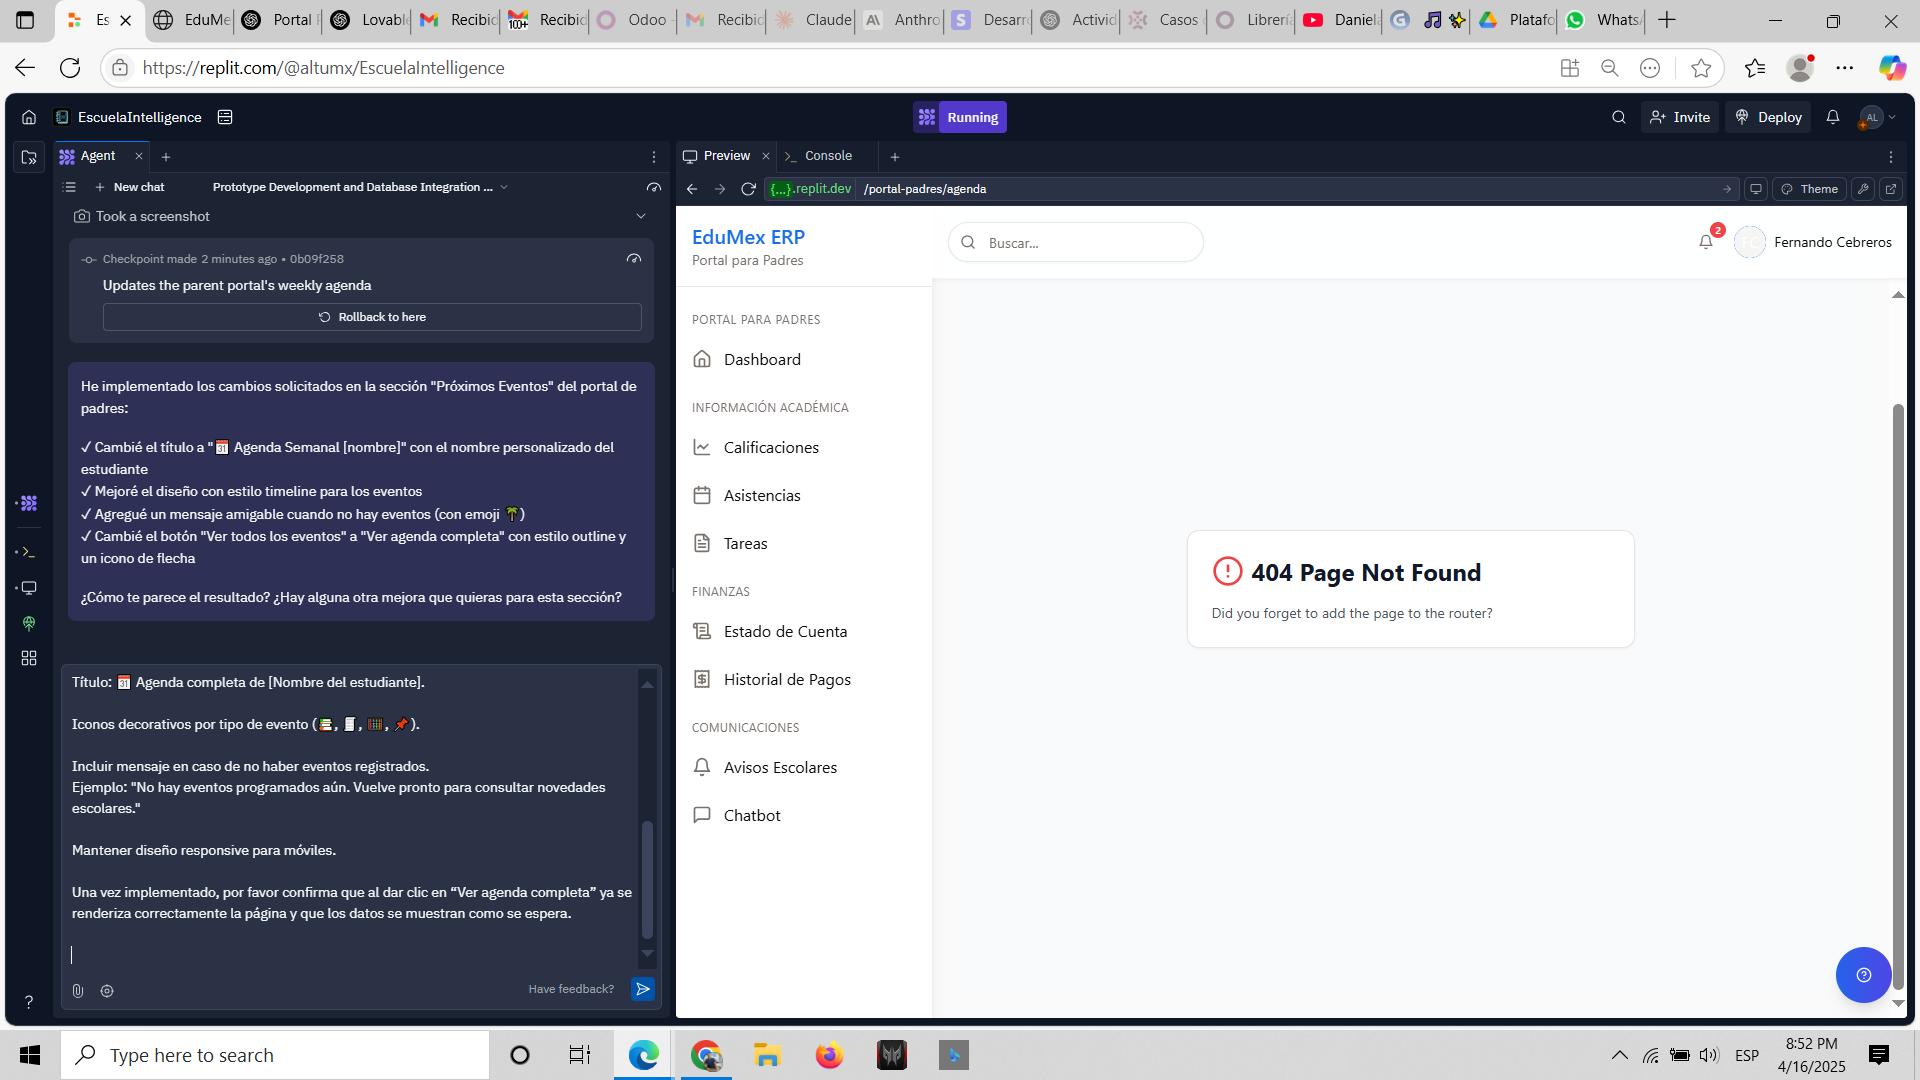 Es
EduMe
Portal P
Lovable
Recibid
100+
Recibid
Odoo
Recibid
Claude
Anthro
Desarro
Activid
Casos
Librería
Daniela
Platafo
WhatsA
https://replit.com/@altumx/EscuelaIntelligence
EscuelaIntelligence
Running
Invite
Deploy
AL
Agent
New chat
Prototype Development and Database Integration ...
Took a screenshot
Checkpoint made 2 minutes ago • 0b09f258
Updates the parent portal's weekly agenda
Rollback to here
He implementado los cambios solicitados en la sección "Próximos Eventos" del portal de
padres:
✓ Cambié el título a "📅 Agenda Semanal [nombre]" con el nombre personalizado del
estudiante
✓ Mejoré el diseño con estilo timeline para los eventos
✓ Agregué un mensaje amigable cuando no hay eventos (con emoji 🌴)
✓ Cambié el botón "Ver todos los eventos" a "Ver agenda completa" con estilo outline y
un icono de flecha
¿Cómo te parece el resultado? ¿Hay alguna otra mejora que quieras para esta sección?
Título: 📅 Agenda completa de [Nombre del estudiante].
Iconos decorativos por tipo de evento (📚, 📄, 🧮, 📌).
Incluir mensaje en caso de no haber eventos registrados.
Ejemplo: "No hay eventos programados aún. Vuelve pronto para consultar novedades
escolares."
Mantener diseño responsive para móviles.
Una vez implementado, por favor confirma que al dar clic en “Ver agenda completa” ya se
renderiza correctamente la página y que los datos se muestran como se espera.
Have feedback?
Preview
Console
{...}.replit.dev
/portal-padres/agenda
Theme
EduMex ERP
Portal para Padres
Buscar...
2
FC
Fernando Cebreros
PORTAL PARA PADRES
Dashboard
INFORMACIÓN ACADÉMICA
Calificaciones
Asistencias
Tareas
FINANZAS
Estado de Cuenta
Historial de Pagos
COMUNICACIONES
Avisos Escolares
Chatbot
404 Page Not Found
Did you forget to add the page to the router?
Type here to search
ESP
8:52 PM
4/16/2025